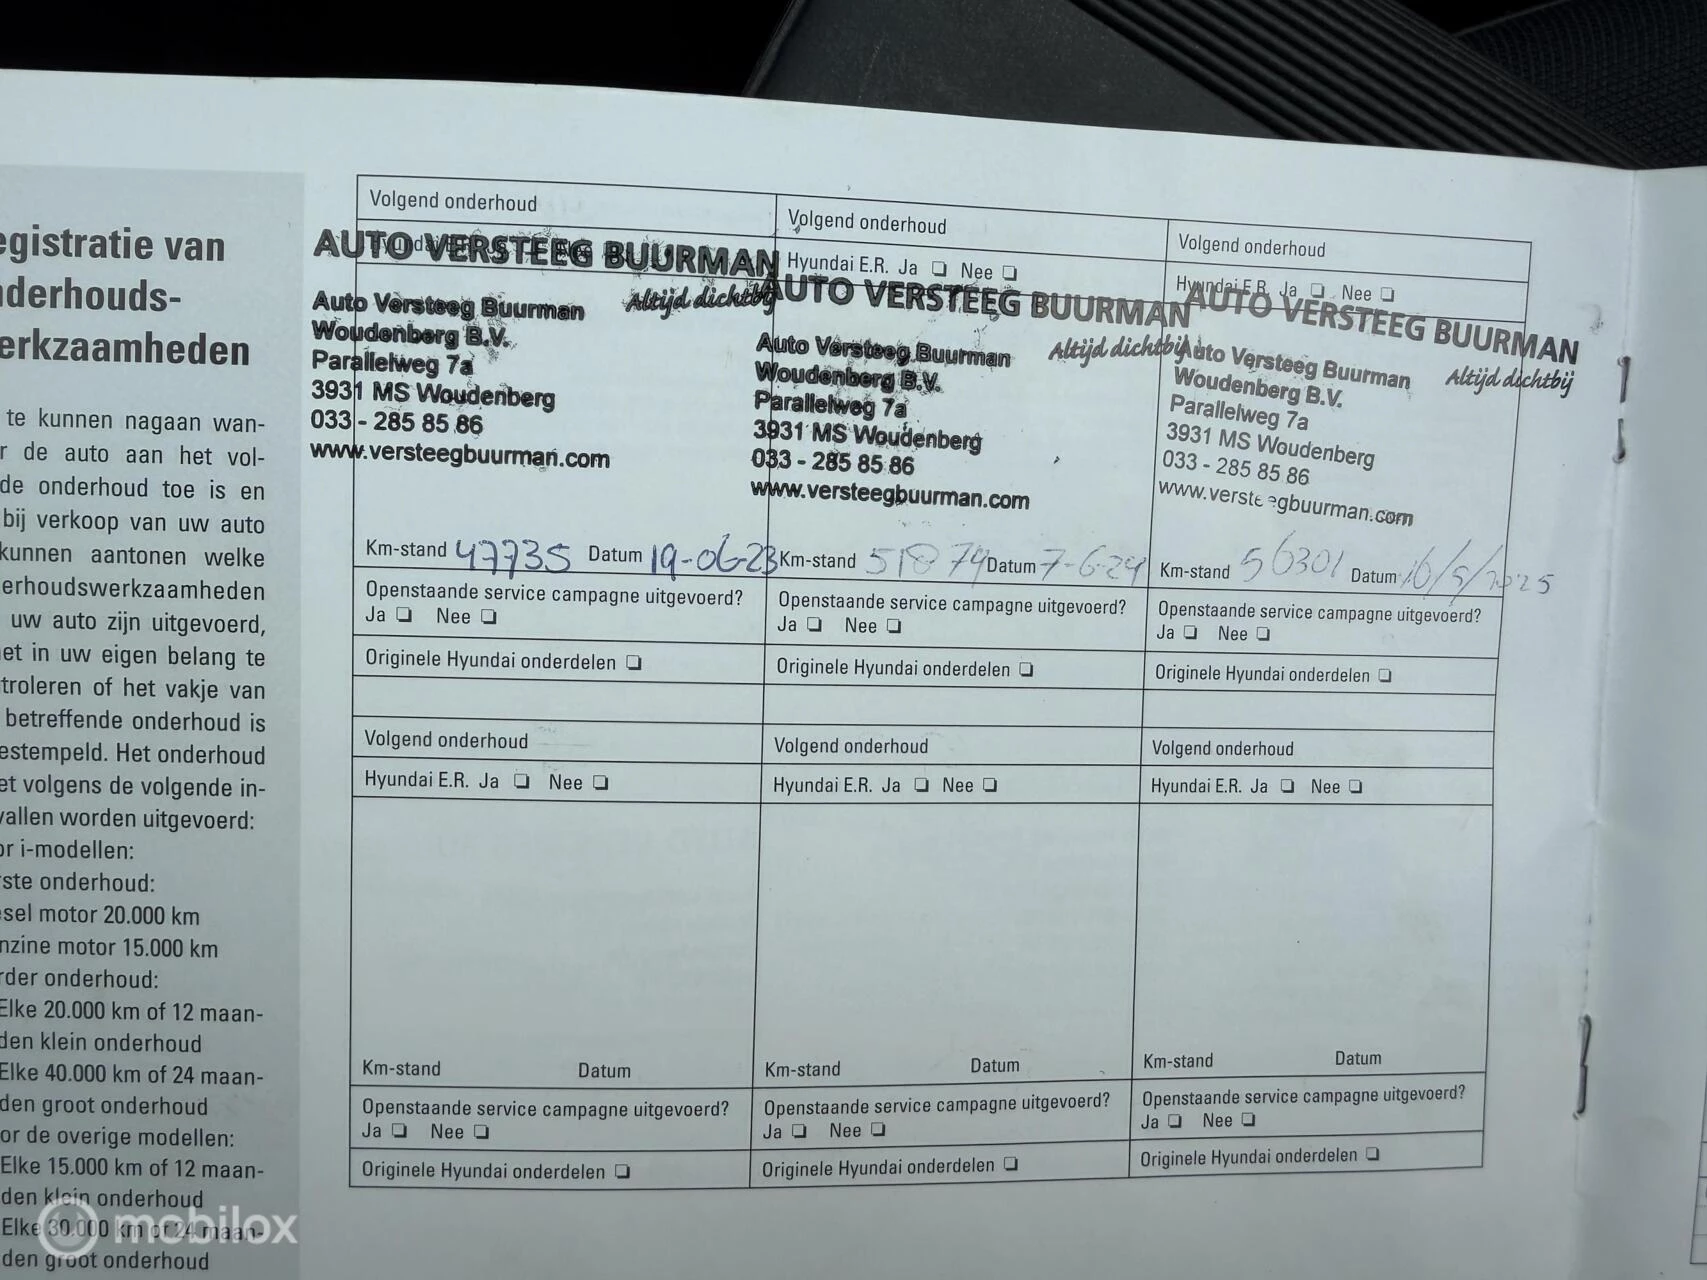 egistratie van
nderhouds-
erkzaamheden
te kunnen nagaan wan-
r de auto aan het vol-
de onderhoud toe is en
bij verkoop van uw auto
kunnen aantonen welke
derhoudswerkzaamheden
uw auto zijn uitgevoerd,
het in uw eigen belang te
troleren of het vakje van
betreffende onderhoud is
estempeld. Het onderhoud
et volgens de volgende in-
vallen worden uitgevoerd:
or i-modellen:
rste onderhoud:
esel motor 20.000 km
nzine motor 15.000 km
rder onderhoud:
Elke 20.000 km of 12 maan-
den klein onderhoud
Elke 40.000 km of 24 maan-
den groot onderhoud
or de overige modellen:
Elke 15.000 km of 12 maan-
den klein onderhoud
Elke 30.000 km of 24 maan-
den groot onderhoud
Volgend onderhoud
AUTO VERSTEEG BUURMAN
Altijd dichtbij
Auto Versteeg Buurman
Woudenberg B.V.
Parallelweg 7a
3931 MS Woudenberg
033 - 285 85 86
www.versteegbuurman.com
Km-stand 47735 Datum 19-06-23
Openstaande service campagne uitgevoerd?
Ja Nee
Originele Hyundai onderdelen
Volgend onderhoud
Hyundai E.R. Ja Nee
AUTO VERSTEEG BUURMAN
Altijd dichtbij
Auto Versteeg Buurman
Woudenberg B.V.
Parallelweg 7a
3931 MS Woudenberg
033 - 285 85 86
www.versteegbuurman.com
Km-stand 51874 Datum 7-6-24
Openstaande service campagne uitgevoerd?
Ja Nee
Originele Hyundai onderdelen
Volgend onderhoud
Hyundai E.R. Ja Nee
AUTO VERSTEEG BUURMAN
Altijd dichtbij
Auto Versteeg Buurman
Woudenberg B.V.
Parallelweg 7a
3931 MS Woudenberg
033 - 285 85 86
www.versteegbuurman.com
Km-stand 56301 Datum 16/5/2025
Openstaande service campagne uitgevoerd?
Ja Nee
Originele Hyundai onderdelen
Volgend onderhoud
Hyundai E.R. Ja Nee
Km-stand Datum
Openstaande service campagne uitgevoerd?
Ja Nee
Originele Hyundai onderdelen
Volgend onderhoud
Hyundai E.R. Ja Nee
Km-stand Datum
Openstaande service campagne uitgevoerd?
Ja Nee
Originele Hyundai onderdelen
Volgend onderhoud
Hyundai E.R. Ja Nee
Km-stand Datum
Openstaande service campagne uitgevoerd?
Ja Nee
Originele Hyundai onderdelen
mobilox